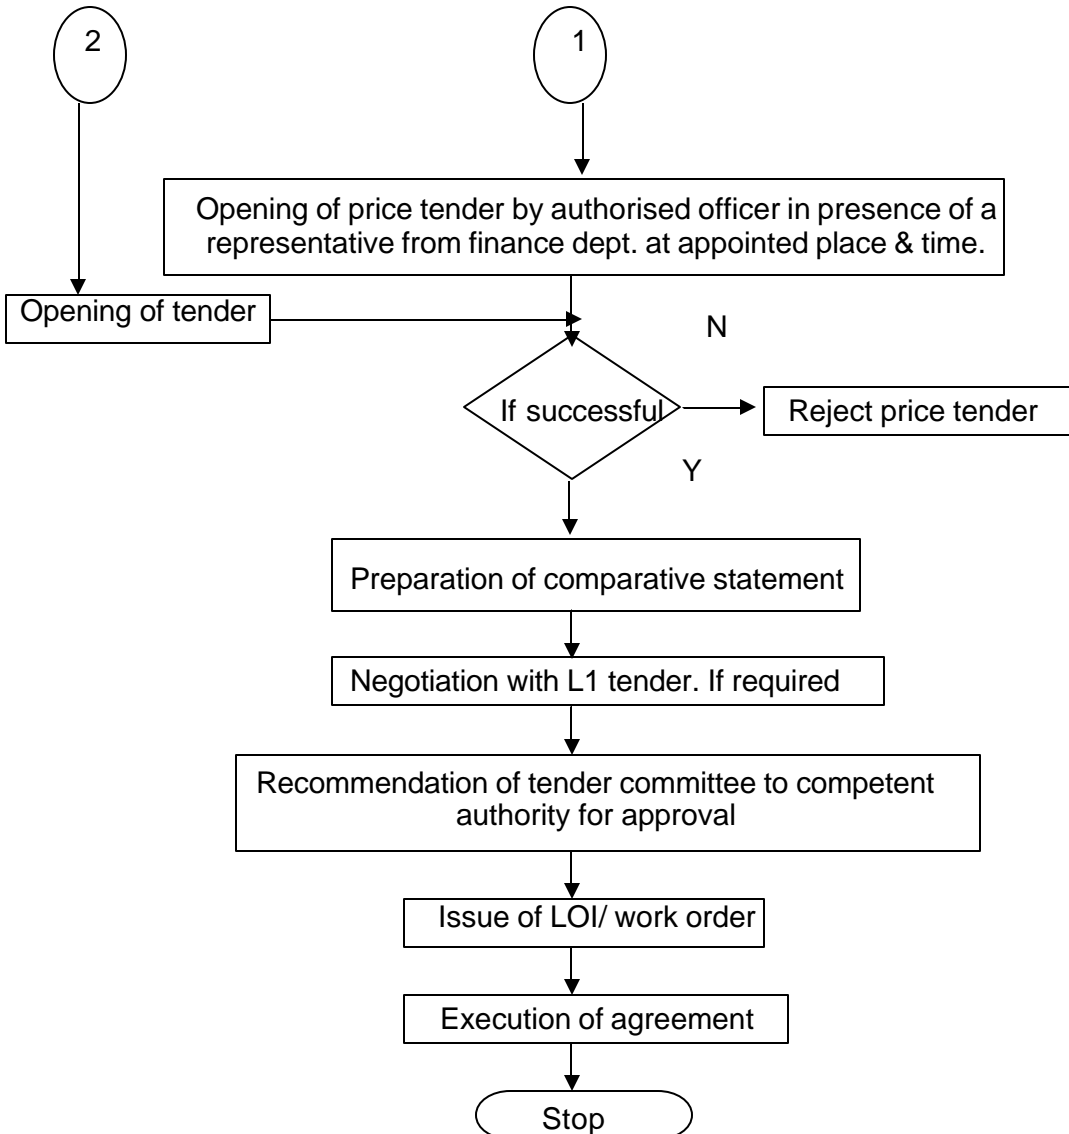 2
1
Opening of price tender by authorised officer in presence of a
representative from finance dept. at appointed place & time.
Opening of tender
N
If successful
Reject price tender
Y
Preparation of comparative statement
Negotiation with L1 tender. If required
Recommendation of tender committee to competent
authority for approval
Issue of LOI/ work order
Execution of agreement
Stop